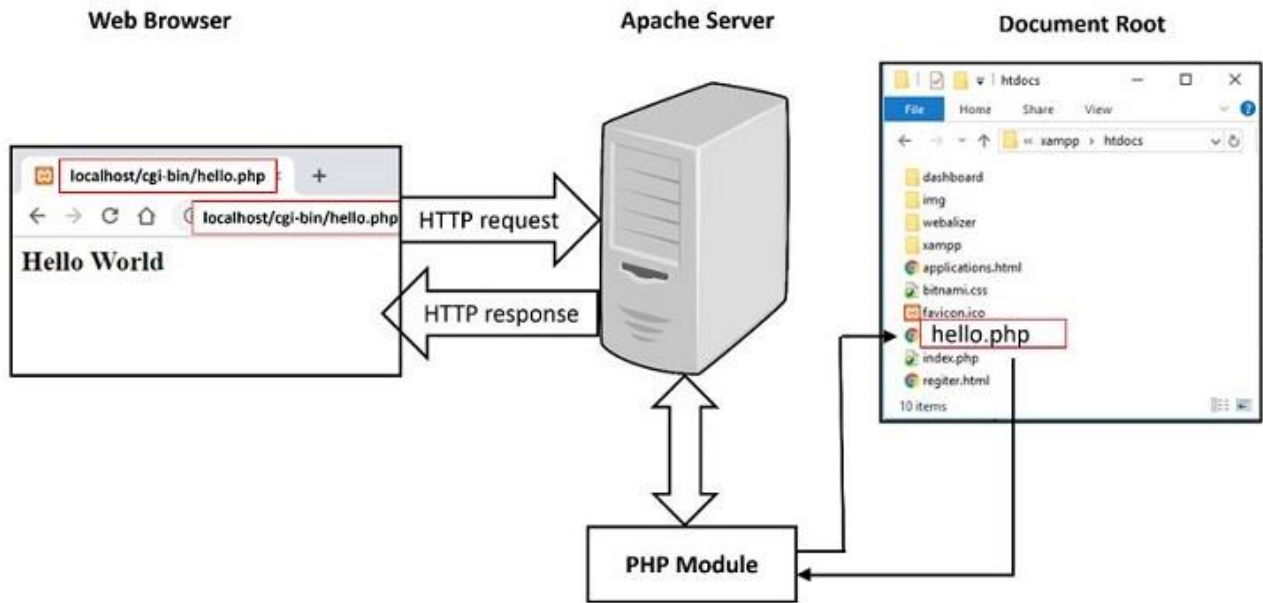 Web Browser
Apache Server
Document Root
localhost/cgi-bin/hello.php
localhost/cgi-bin/hello.php
Hello World
HTTP request
HTTP response
PHP Module
htdocs
File Home Share View
« xampp › htdocs
dashboard
img
webalizer
xampp
applications.html
bitnami.css
favicon.ico
hello.php
index.php
regiter.html
10 items